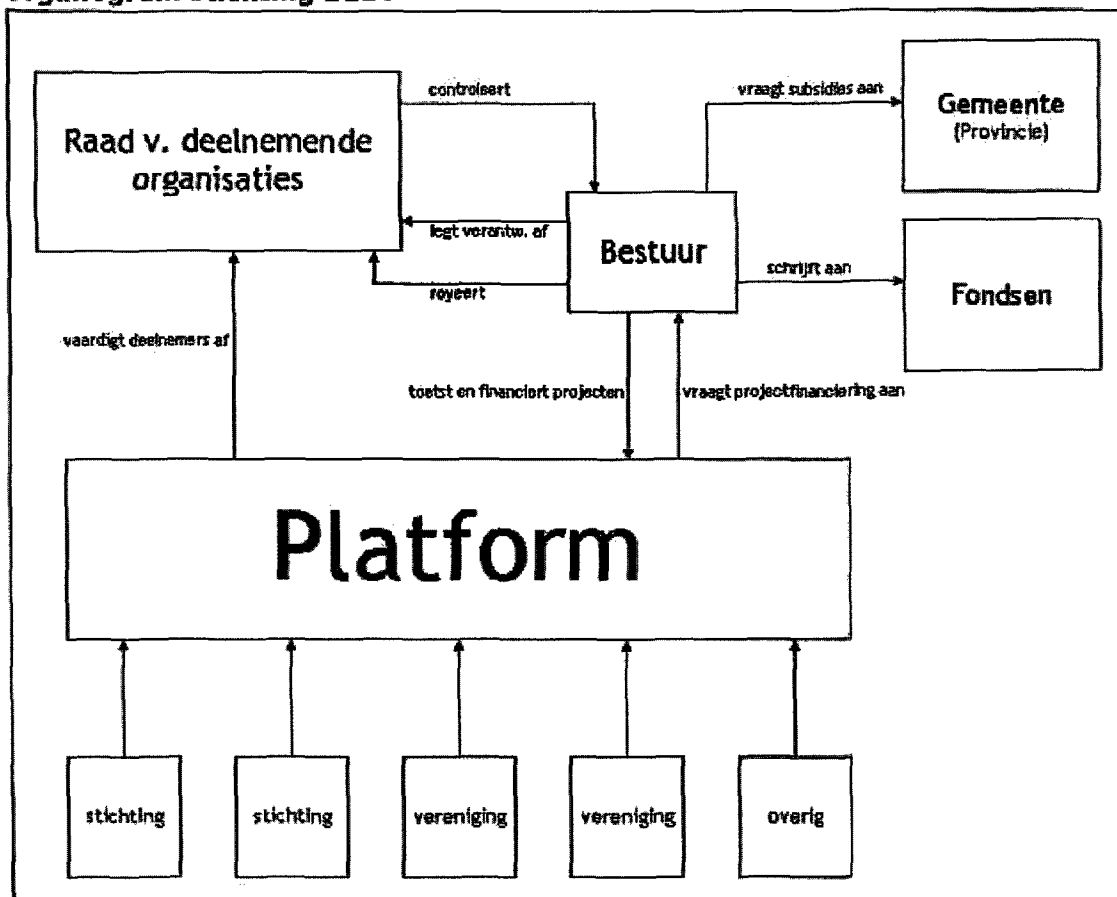 controleert
vraagt subsidies aan
Gemeente
(Provincie)
Raad v. deelnemende
organisaties
legt verantw. af
Bestuur
schrijft aan
Fondsen
royeert
vaardigt deelnemers af
toetst en financiert projecten
vraagt projectfinanciering aan
Platform
stichting
stichting
vereniging
vereniging
overig